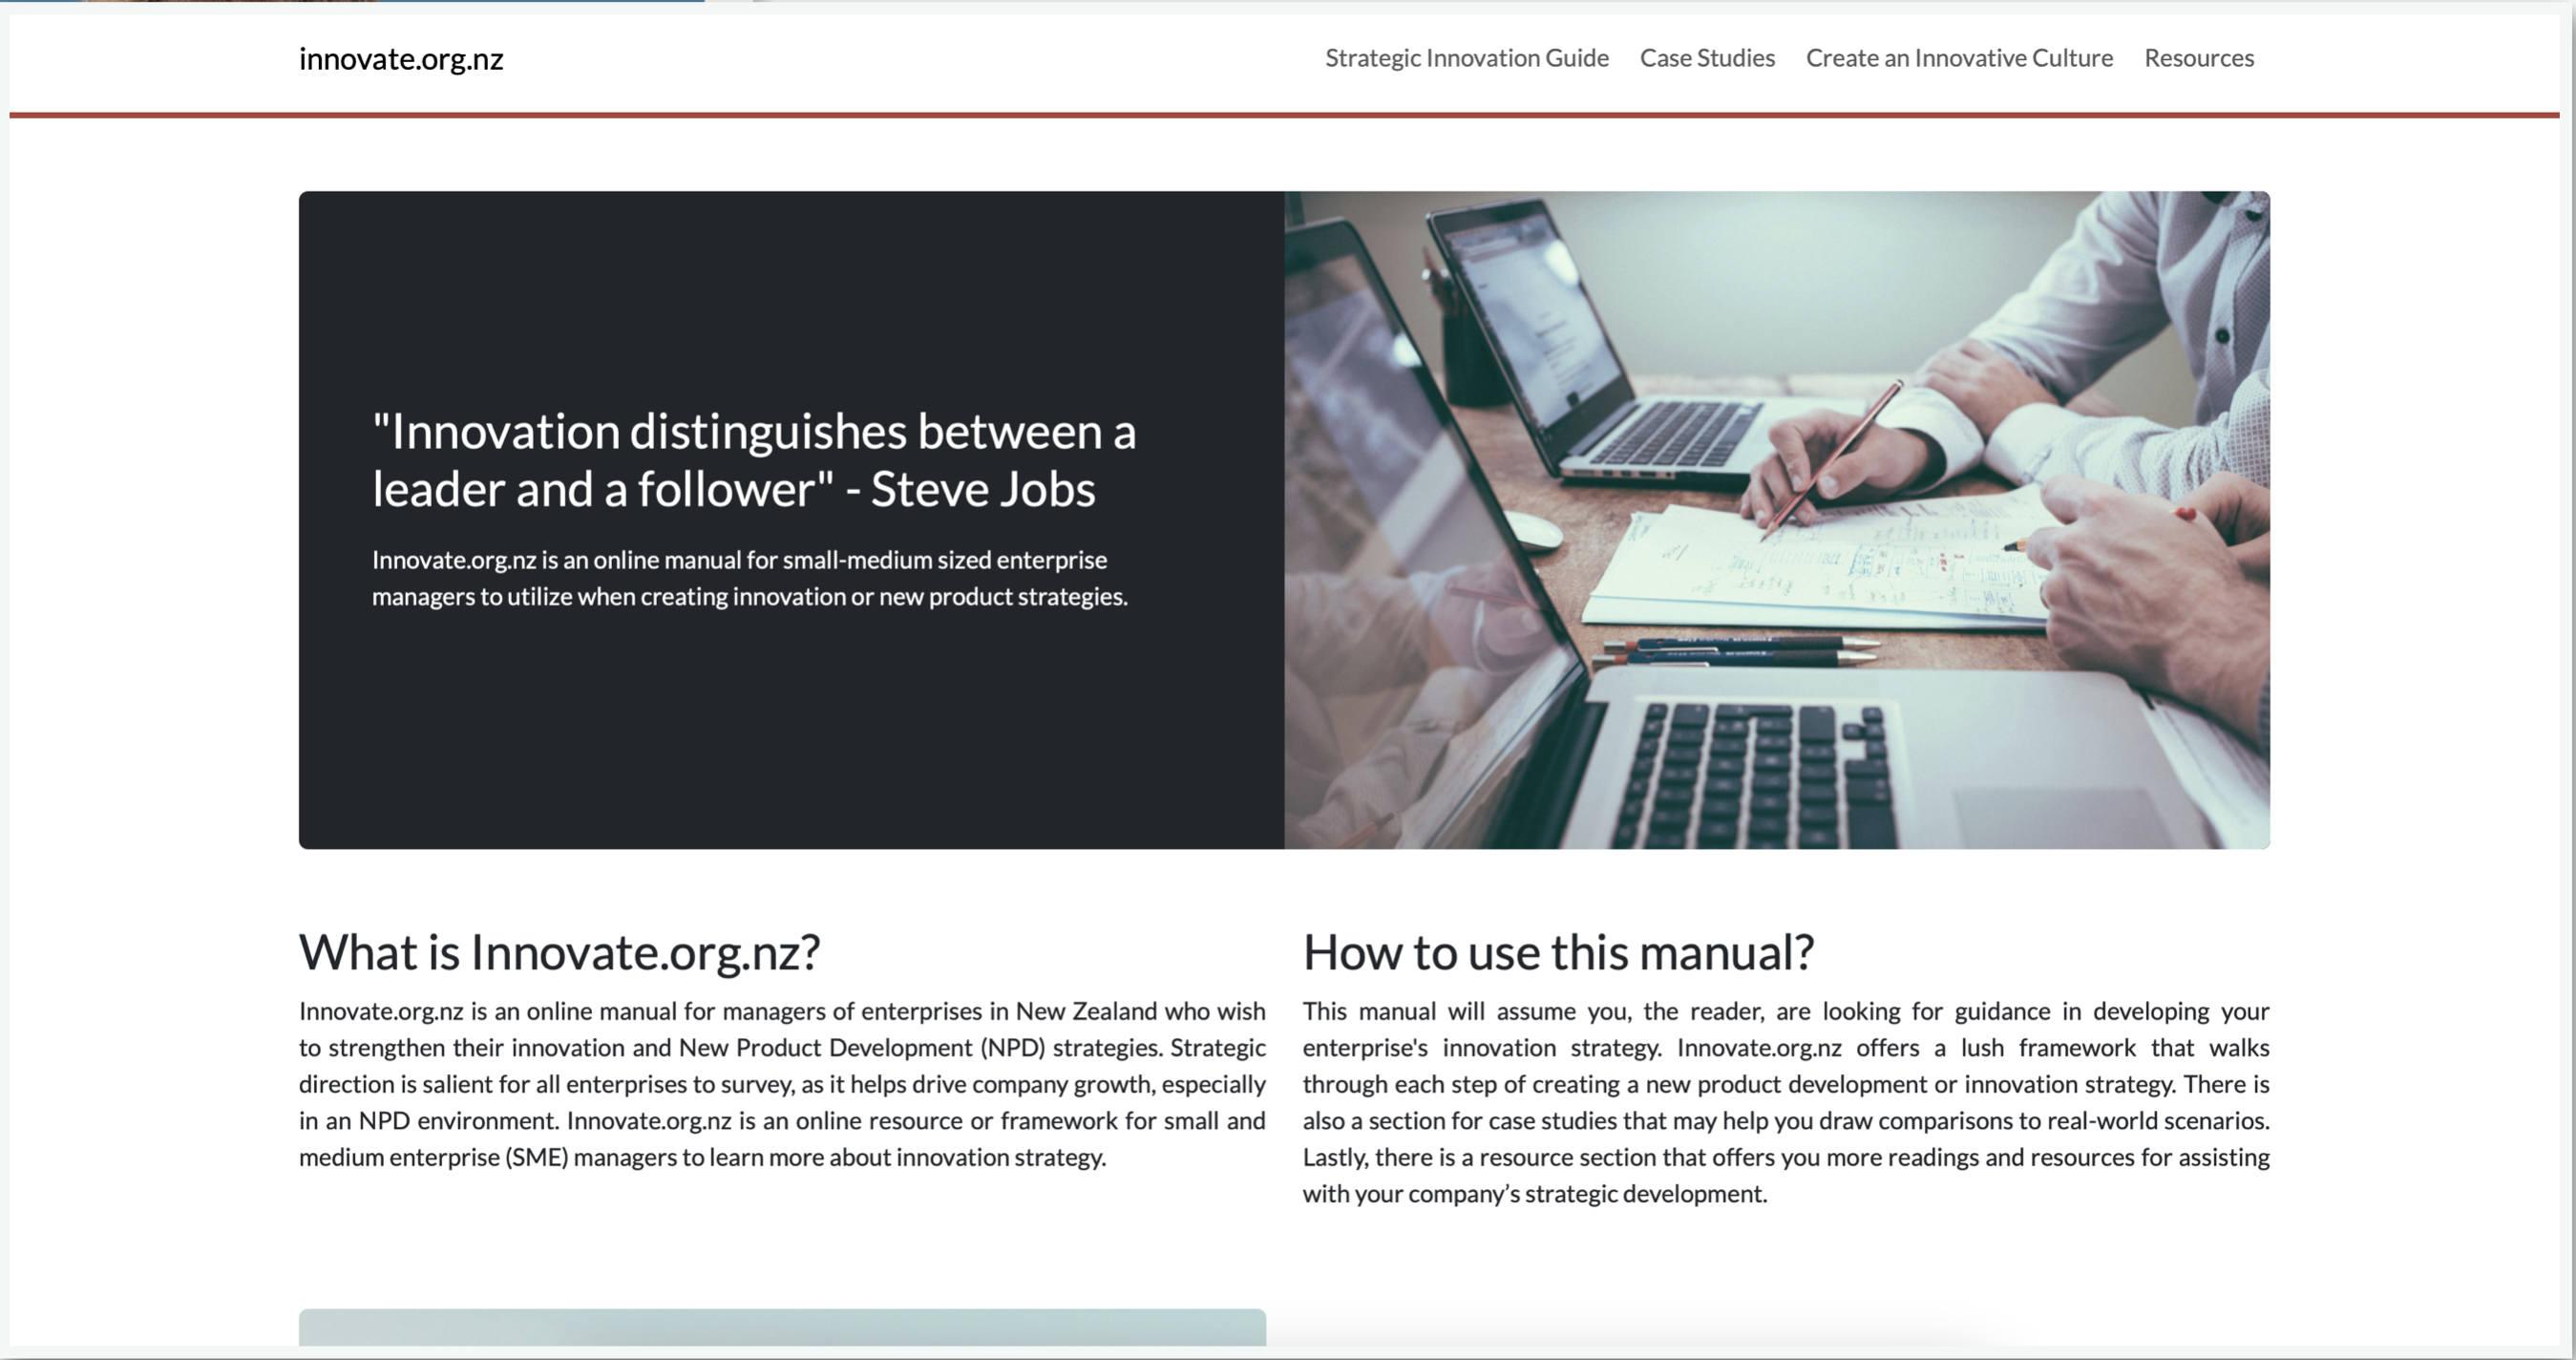 innovate.org.nz
Strategic Innovation Guide Case Studies Create an Innovative Culture Resources
"Innovation distinguishes between a
leader and a follower" - Steve Jobs
Innovate.org.nz is an online manual for small-medium sized enterprise
managers to utilize when creating innovation or new product strategies.
What is Innovate.org.nz?
Innovate.org.nz is an online manual for managers of enterprises in New Zealand who wish
to strengthen their innovation and New Product Development (NPD) strategies. Strategic
direction is salient for all enterprises to survey, as it helps drive company growth, especially
in an NPD environment. Innovate.org.nz is an online resource or framework for small and
medium enterprise (SME) managers to learn more about innovation strategy.
How to use this manual?
This manual will assume you, the reader, are looking for guidance in developing your
enterprise's innovation strategy. Innovate.org.nz offers a lush framework that walks
through each step of creating a new product development or innovation strategy. There is
also a section for case studies that may help you draw comparisons to real-world scenarios.
Lastly, there is a resource section that offers you more readings and resources for assisting
with your company’s strategic development.